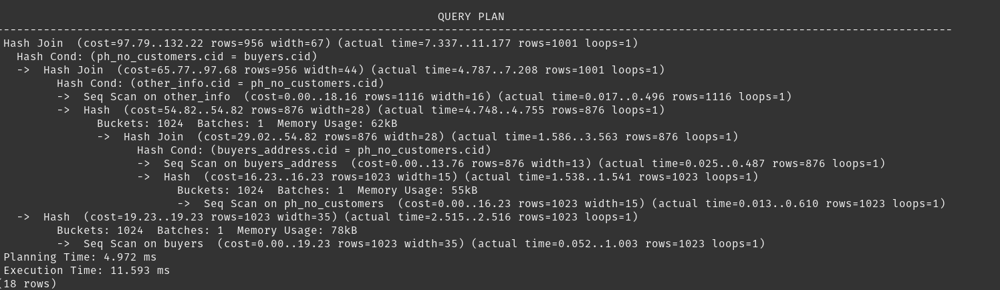 QUERY PLAN
-----------------------------------------------------------------------------------------------------------------------------------------------
Hash Join  (cost=97.79..132.22 rows=956 width=67) (actual time=7.337..11.177 rows=1001 loops=1)
  Hash Cond: (ph_no_customers.cid = buyers.cid)
  ->  Hash Join  (cost=65.77..97.68 rows=956 width=44) (actual time=4.787..7.208 rows=1001 loops=1)
        Hash Cond: (other_info.cid = ph_no_customers.cid)
        ->  Seq Scan on other_info  (cost=0.00..18.16 rows=1116 width=16) (actual time=0.017..0.496 rows=1116 loops=1)
        ->  Hash  (cost=54.82..54.82 rows=876 width=28) (actual time=4.748..4.755 rows=876 loops=1)
              Buckets: 1024  Batches: 1  Memory Usage: 62kB
              ->  Hash Join  (cost=29.02..54.82 rows=876 width=28) (actual time=1.586..3.563 rows=876 loops=1)
                    Hash Cond: (buyers_address.cid = ph_no_customers.cid)
                    ->  Seq Scan on buyers_address  (cost=0.00..13.76 rows=876 width=13) (actual time=0.025..0.487 rows=876 loops=1)
                    ->  Hash  (cost=16.23..16.23 rows=1023 width=15) (actual time=1.538..1.541 rows=1023 loops=1)
                          Buckets: 1024  Batches: 1  Memory Usage: 55kB
                          ->  Seq Scan on ph_no_customers  (cost=0.00..16.23 rows=1023 width=15) (actual time=0.013..0.610 rows=1023 loops=1)
  ->  Hash  (cost=19.23..19.23 rows=1023 width=35) (actual time=2.515..2.516 rows=1023 loops=1)
        Buckets: 1024  Batches: 1  Memory Usage: 78kB
        ->  Seq Scan on buyers  (cost=0.00..19.23 rows=1023 width=35) (actual time=0.052..1.003 rows=1023 loops=1)
Planning Time: 4.972 ms
Execution Time: 11.593 ms
(18 rows)